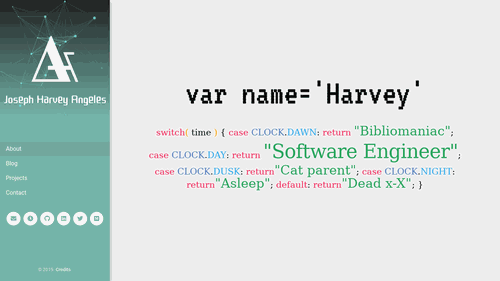 Joseph Harvey Angeles
About
Blog
Projects
Contact
© 2019 Credits
var name='Harvey'
switch( time ) { case CLOCK.DAWN: return "Bibliomaniac";
case CLOCK.DAY: return "Software Engineer";
case CLOCK.DUSK: return"Cat parent"; case CLOCK.NIGHT:
return"Asleep"; default: return"Dead x-X"; }